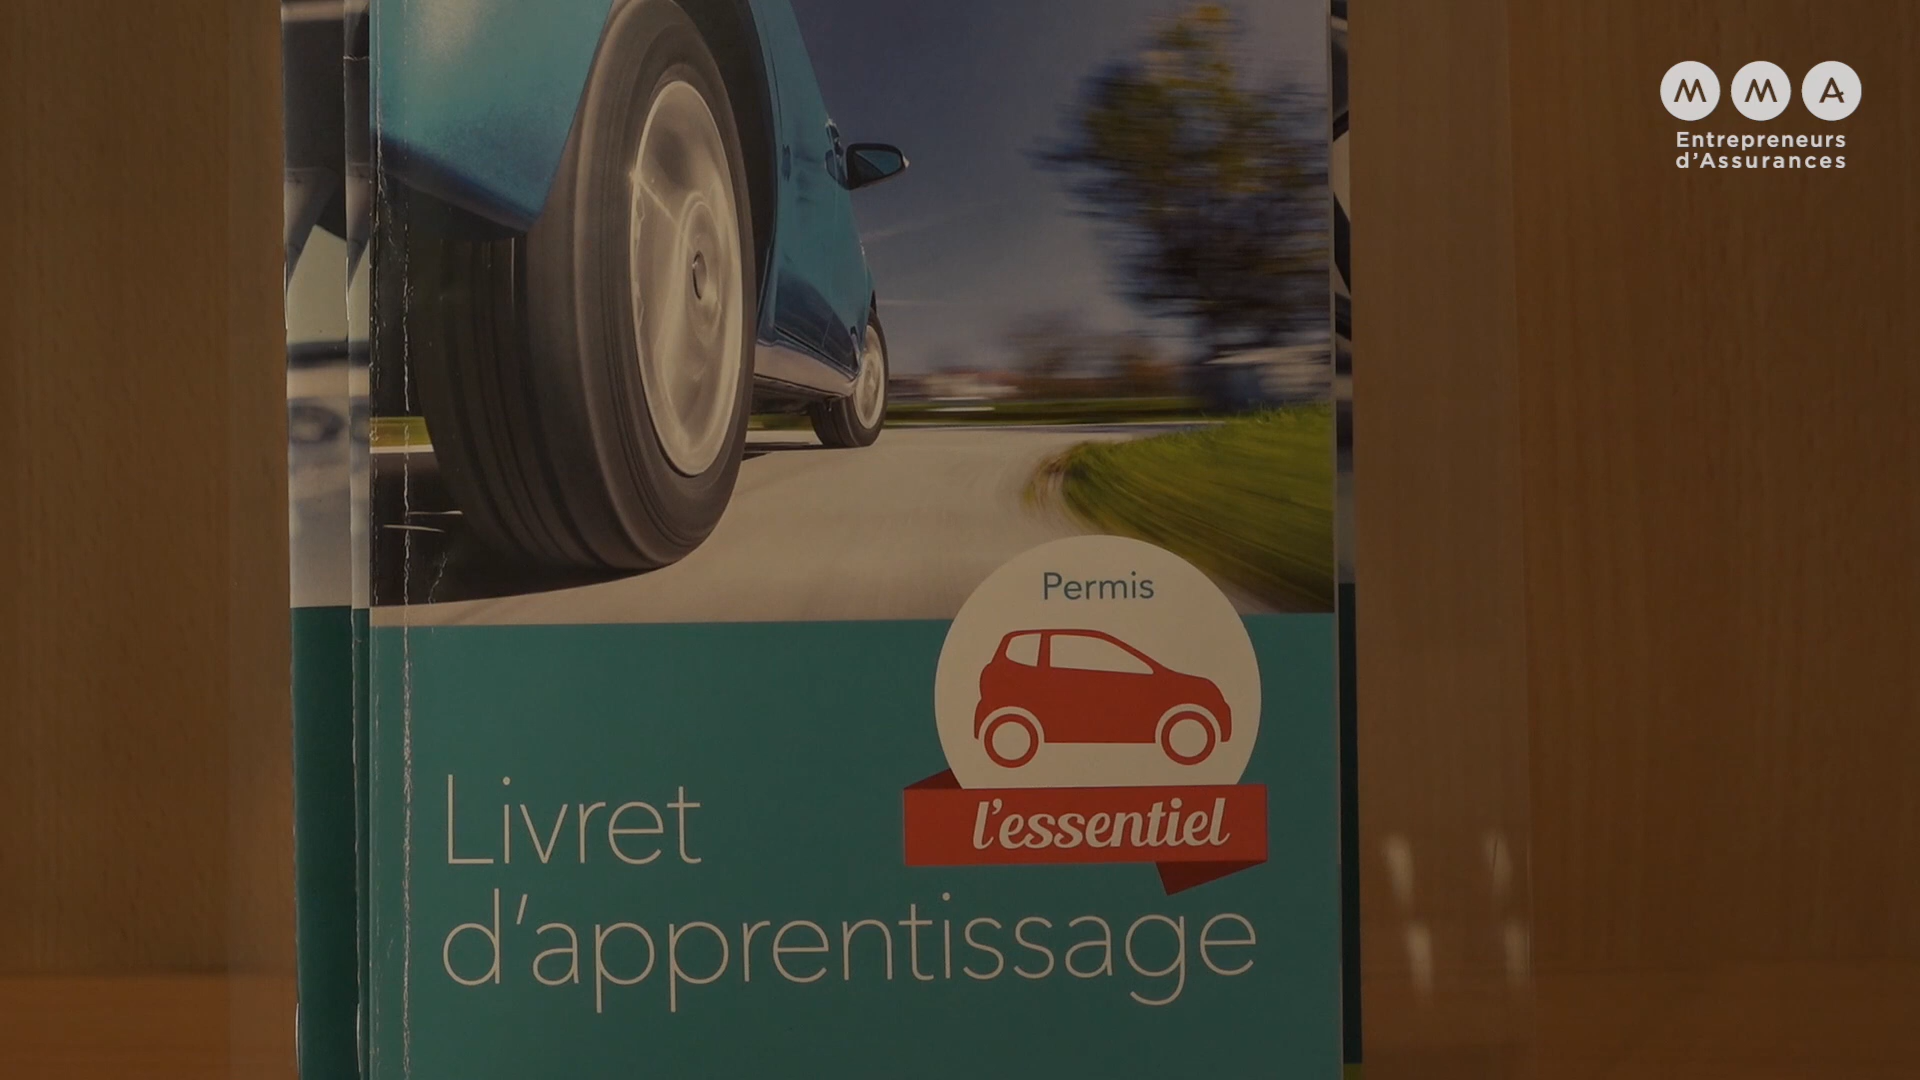 MMA
Entrepreneurs
d'Assurances
Permis
l'essentiel
Livret
d'apprentissage